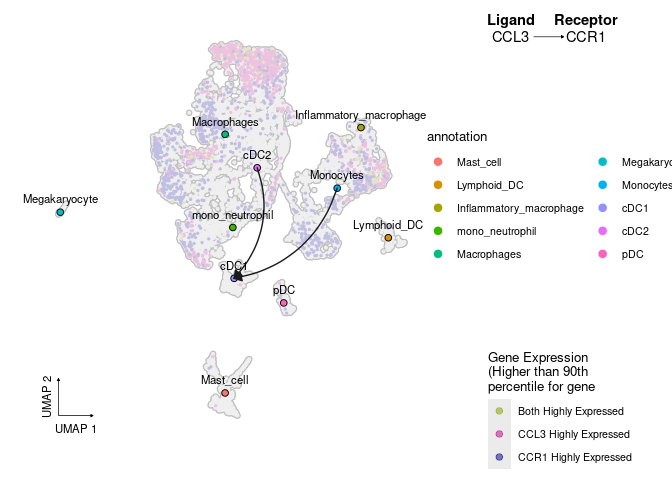 Ligand Receptor
CCL3 CCR1
Macrophages
Inflammatory_macrophage
cDC2
Monocytes
Megakaryocyte
mono_neutrophil
Lymphoid_DC
cDC1
pDC
Mast_cell
UMAP 2
UMAP 1
annotation
Mast_cell
Lymphoid_DC
Inflammatory_macrophage
mono_neutrophil
Macrophages
Megakaryoc
Monocytes
cDC1
cDC2
pDC
Gene Expression
(Higher than 90th
percentile for gene
Both Highly Expressed
CCL3 Highly Expressed
CCR1 Highly Expressed